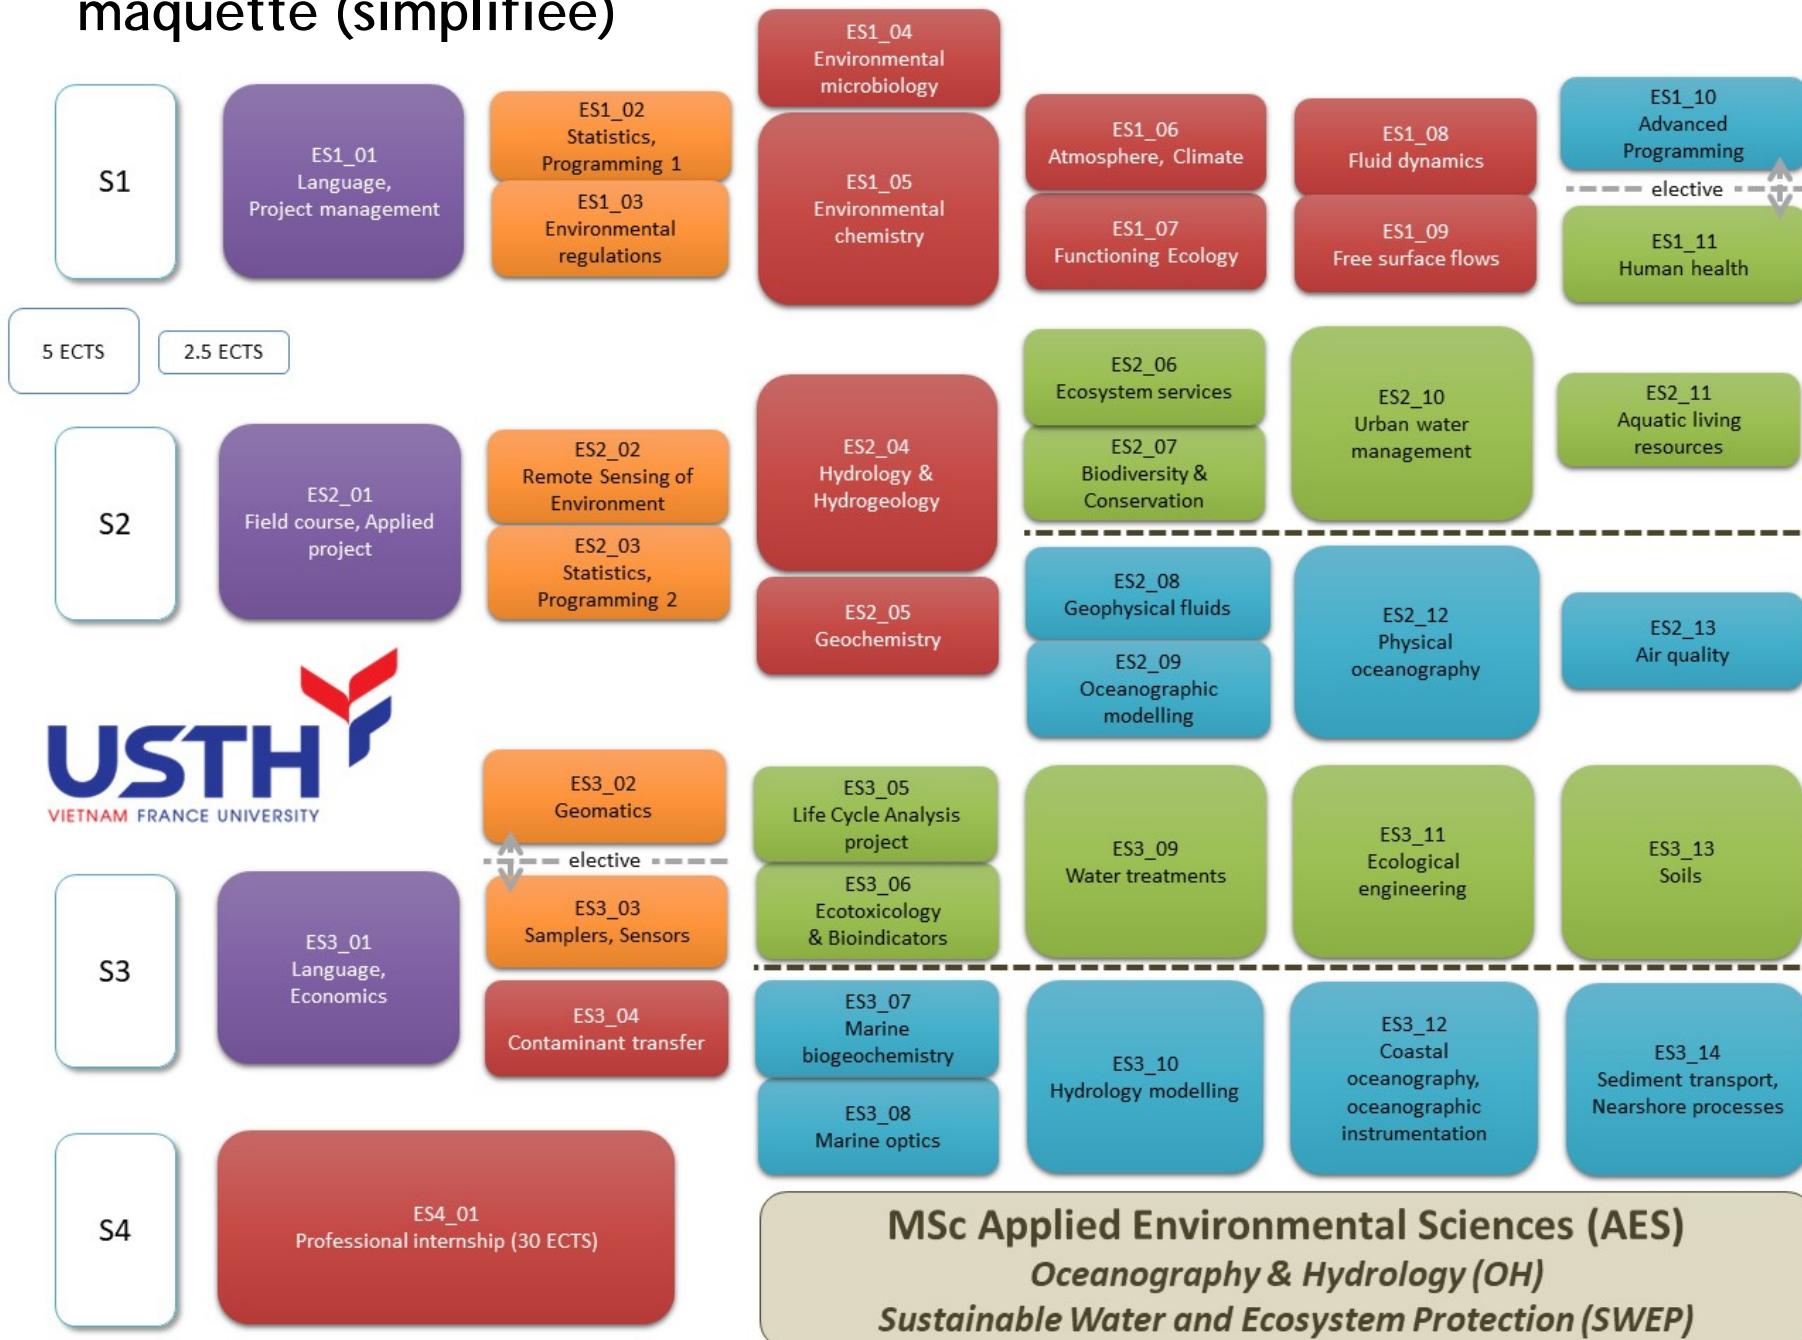 maquette (simplifiée)
S1
ES1_01
Language,
Project management
ES1_02
Statistics,
Programming 1
ES1_03
Environmental
regulations
ES1_04
Environmental
microbiology
ES1_05
Environmental
chemistry
ES1_06
Atmosphere, Climate
ES1_07
Functioning Ecology
ES1_08
Fluid dynamics
ES1_09
Free surface flows
ES1_10
Advanced
Programming
elective
ES1_11
Human health
5 ECTS
2.5 ECTS
S2
ES2_01
Field course, Applied
project
ES2_02
Remote Sensing of
Environment
ES2_03
Statistics,
Programming 2
ES2_04
Hydrology &
Hydrogeology
ES2_05
Geochemistry
ES2_06
Ecosystem services
ES2_07
Biodiversity &
Conservation
ES2_10
Urban water
management
ES2_11
Aquatic living
resources
ES2_08
Geophysical fluids
ES2_09
Oceanographic
modelling
ES2_12
Physical
oceanography
ES2_13
Air quality
USTH
VIETNAM FRANCE UNIVERSITY
S3
ES3_01
Language,
Economics
ES3_02
Geomatics
elective
ES3_03
Samplers, Sensors
ES3_04
Contaminant transfer
ES3_05
Life Cycle Analysis
project
ES3_06
Ecotoxicology
& Bioindicators
ES3_09
Water treatments
ES3_11
Ecological
engineering
ES3_13
Soils
ES3_07
Marine
biogeochemistry
ES3_08
Marine optics
ES3_10
Hydrology modelling
ES3_12
Coastal
oceanography,
oceanographic
instrumentation
ES3_14
Sediment transport,
Nearshore processes
S4
ES4_01
Professional internship (30 ECTS)
MSc Applied Environmental Sciences (AES)
Oceanography & Hydrology (OH)
Sustainable Water and Ecosystem Protection (SWEP)